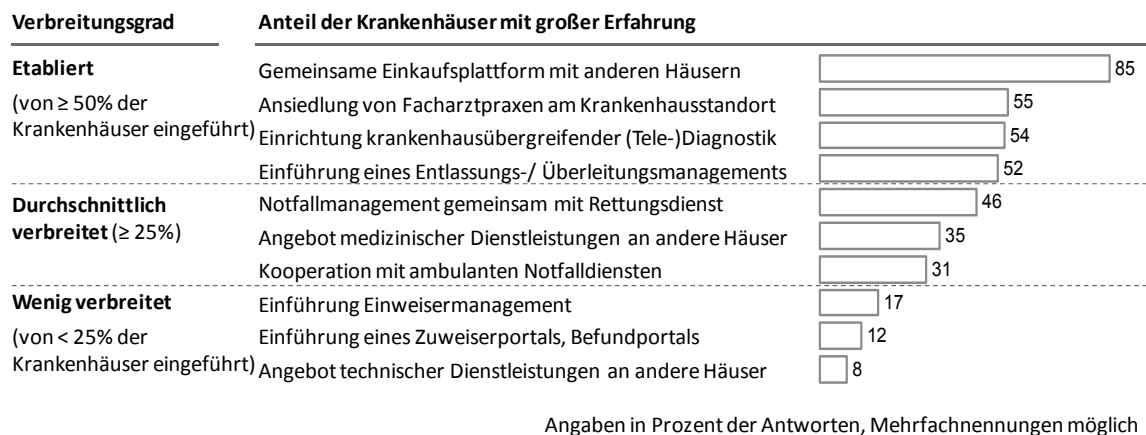 Verbreitungsgrad Anteil der Krankenhäuser mit großer Erfahrung
Etabliert
(von ≥ 50% der
Krankenhäuser eingeführt)
Gemeinsame Einkaufsplattform mit anderen Häusern 85
Ansiedlung von Facharztpraxen am Krankenhausstandort 55
Einrichtung krankenhausübergreifender (Tele-)Diagnostik 54
Einführung eines Entlassungs-/ Überleitungsmanagements 52
Durchschnittlich
verbreitet (≥ 25%)
Notfallmanagement gemeinsam mit Rettungsdienst 46
Angebot medizinischer Dienstleistungen an andere Häuser 35
Kooperation mit ambulanten Notfalldiensten 31
Wenig verbreitet
(von < 25% der
Krankenhäuser eingeführt)
Einführung Einweisermanagement 17
Einführung eines Zuweiserportals, Befundportals 12
Angebot technischer Dienstleistungen an andere Häuser 8
Angaben in Prozent der Antworten, Mehrfachnennungen möglich